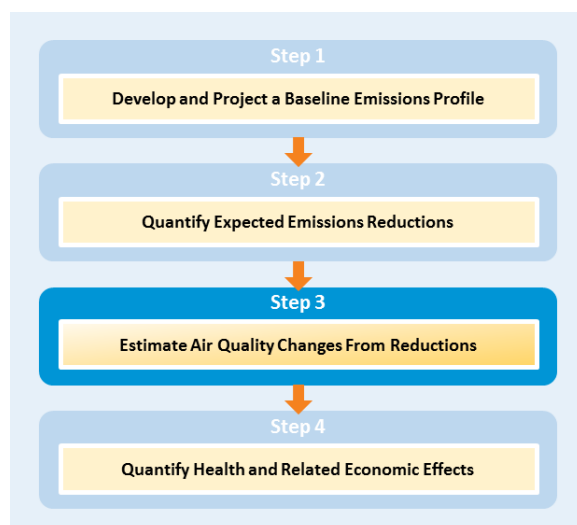 Step 1
Develop and Project a Baseline Emissions Profile
Step 2
Quantify Expected Emissions Reductions
Step 3
Estimate Air Quality Changes From Reductions
Step 4
Quantify Health and Related Economic Effects